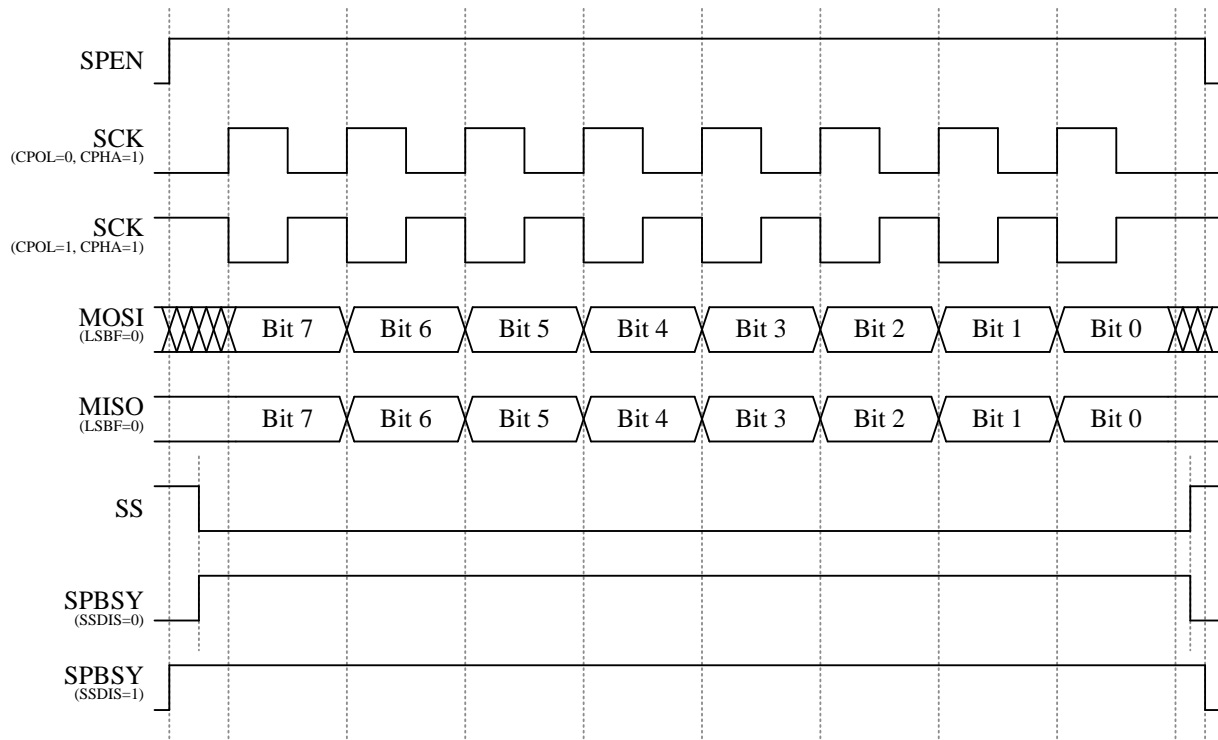 SPEN
SCK
(CPOL=0, CPHA=1)
SCK
(CPOL=1, CPHA=1)
MOSI
(LSBF=0)
Bit 7 Bit 6 Bit 5 Bit 4 Bit 3 Bit 2 Bit 1 Bit 0
MISO
(LSBF=0)
Bit 7 Bit 6 Bit 5 Bit 4 Bit 3 Bit 2 Bit 1 Bit 0
SS
SPBSY
(SSDIS=0)
SPBSY
(SSDIS=1)